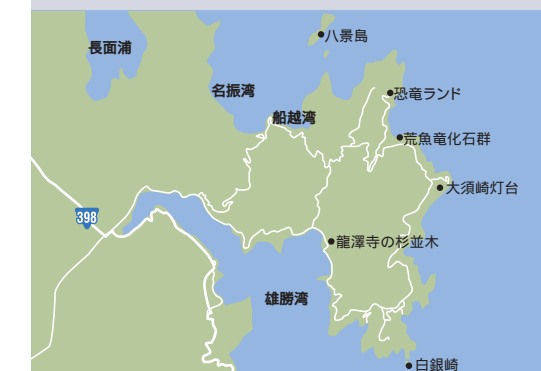 八景島
長面浦
名振湾
恐竜ランド
船越湾
荒魚竜化石群
大須崎灯台
398
龍澤寺の杉並木
雄勝湾
白銀崎